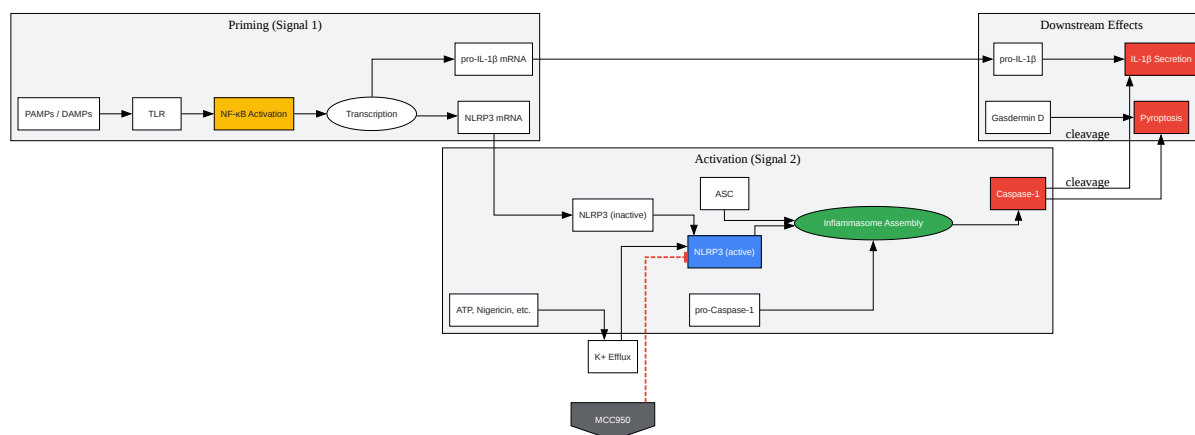 Priming (Signal 1)
Downstream Effects
pro-IL-1β mRNA
pro-IL-1β
IL-1β Secretion
PAMPs / DAMPs
TLR
NF-κB Activation
Transcription
NLRP3 mRNA
Gasdermin D
Pyroptosis
cleavage
Activation (Signal 2)
cleavage
ASC
Caspase-1
NLRP3 (inactive)
Inflammasome Assembly
NLRP3 (active)
ATP, Nigericin, etc.
pro-Caspase-1
K+ Efflux
MCC950